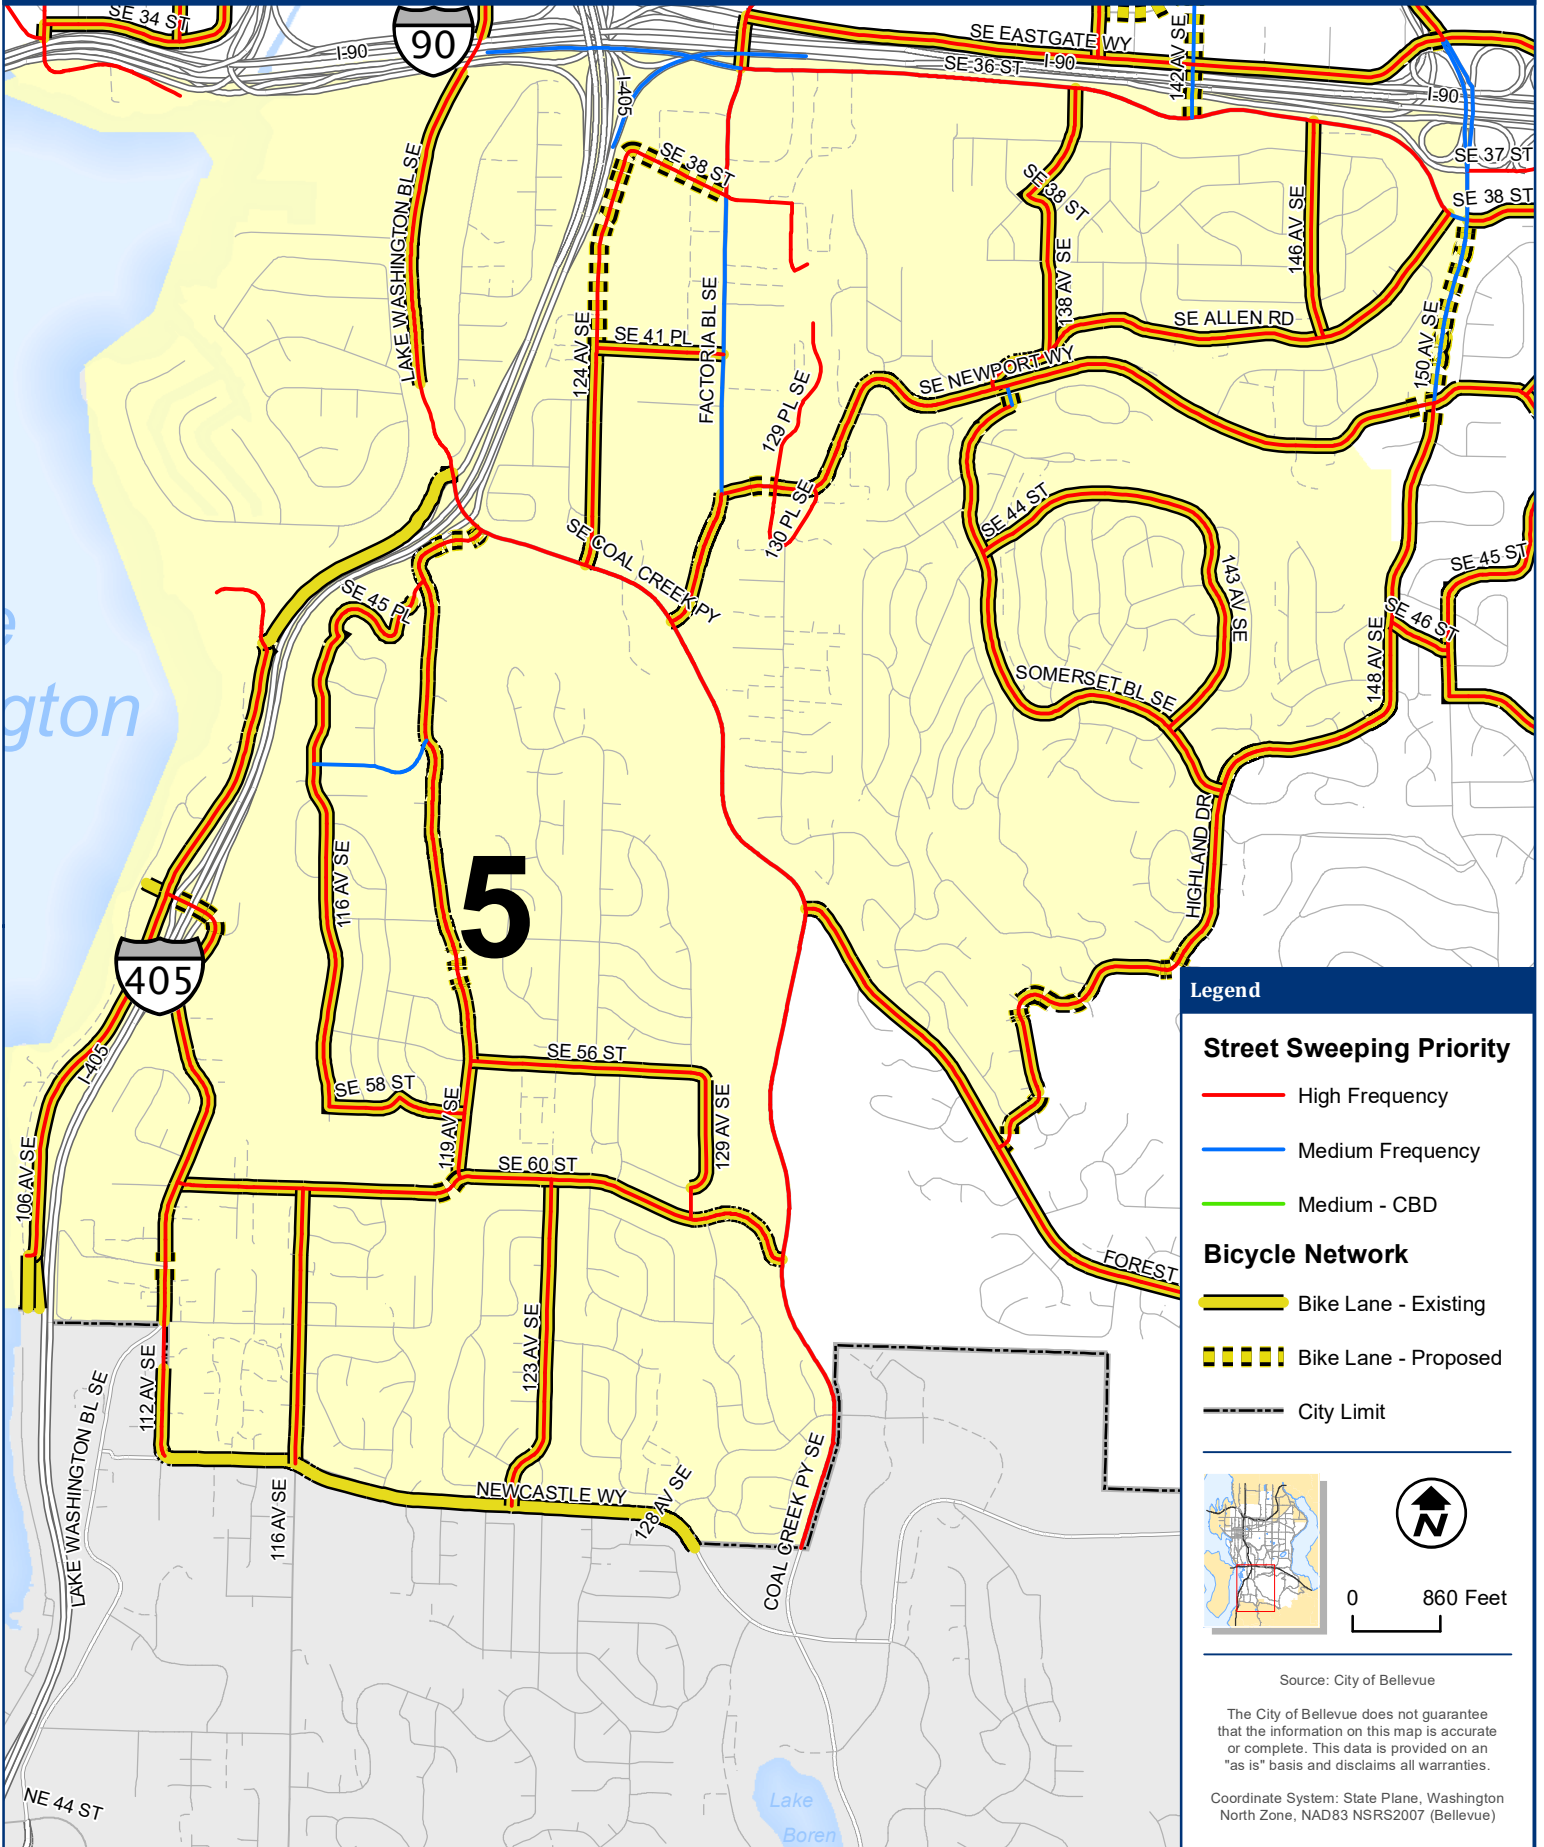 SE 34 ST
I-90
90
I-405
SE EASTGATE WY
SE 36 ST
I-90
142 AV SE
I-90
SE 37 ST
SE 38 ST
SE 38 ST
SE 38 ST
LAKE WASHINGTON BL SE
146 AV SE
138 AV SE
SE ALLEN RD
SE 41 PL
124 AV SE
FACTORIA BL SE
SE NEWPORT WY
150 AV SE
129 PL SE
130 PL SE
SE 44 ST
SE COAL CREEK PY
143 AV SE
SE 45 ST
SE 46 ST
SE 45 PL
148 AV SE
SOMERSET BL SE
e
gton
HIGHLAND DR
116 AV SE
5
405
I-405
SE 56 ST
SE 58 ST
119 AV SE
129 AV SE
106 AV SE
SE 60 ST
FOREST
123 AV SE
112 AV SE
LAKE WASHINGTON BL SE
NEWCASTLE WY
128 AV SE
COAL CREEK PY SE
116 AV SE
NE 44 ST
Lake
Boren
Legend
Street Sweeping Priority
High Frequency
Medium Frequency
Medium - CBD
Bicycle Network
Bike Lane - Existing
Bike Lane - Proposed
City Limit
N
0 860 Feet
Source: City of Bellevue
The City of Bellevue does not guarantee
that the information on this map is accurate
or complete. This data is provided on an
"as is" basis and disclaims all warranties.
Coordinate System: State Plane, Washington
North Zone, NAD83 NSRS2007 (Bellevue)